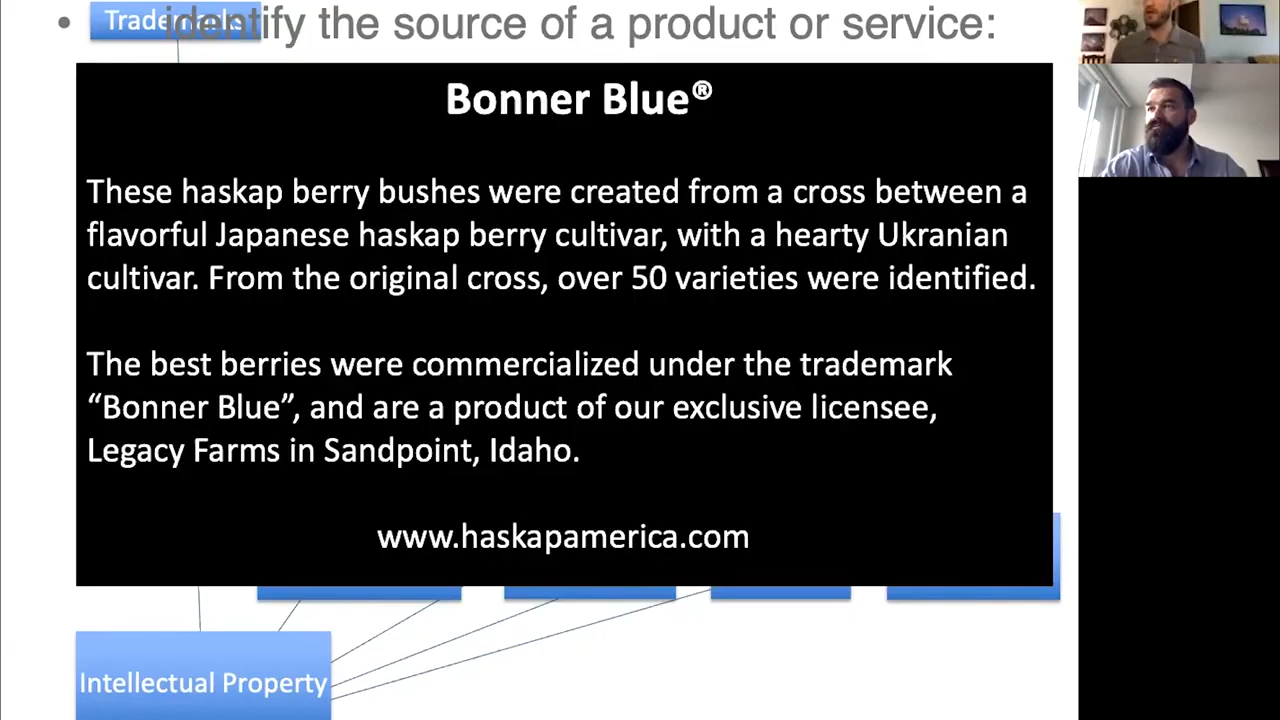 Trademarks
• identify the source of a product or service:
Bonner Blue®
These haskap berry bushes were created from a cross between a
flavorful Japanese haskap berry cultivar, with a hearty Ukranian
cultivar. From the original cross, over 50 varieties were identified.
The best berries were commercialized under the trademark
“Bonner Blue”, and are a product of our exclusive licensee,
Legacy Farms in Sandpoint, Idaho.
www.haskapamerica.com
Intellectual Property